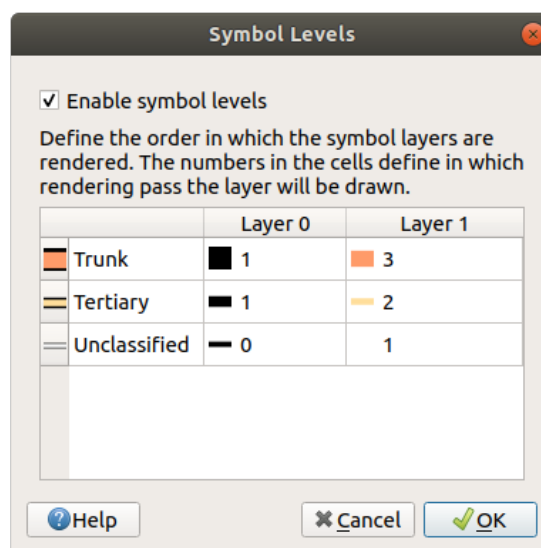 Symbol Levels
Enable symbol levels
Define the order in which the symbol layers are
rendered. The numbers in the cells define in which
rendering pass the layer will be drawn.
Layer 0 Layer 1
Trunk 1 3
Tertiary 1 2
Unclassified 0 1
Help Cancel OK